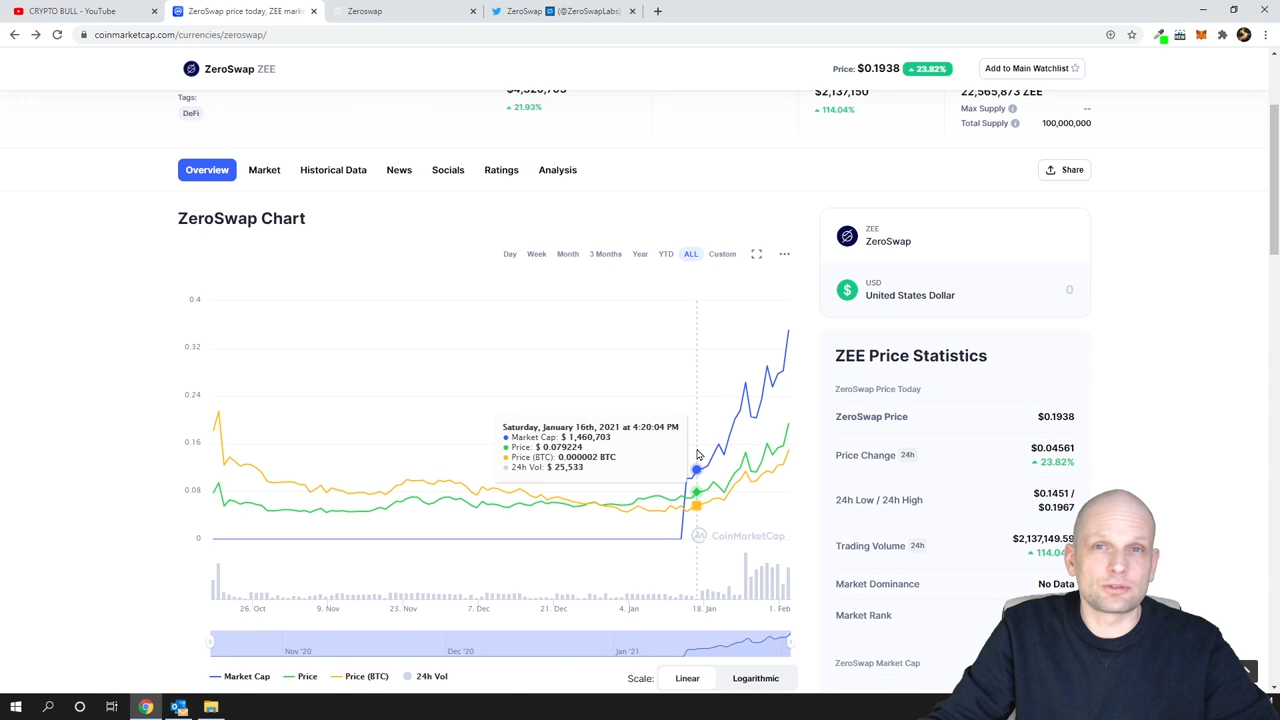 CRYPTO BULL - YouTube
ZeroSwap price today, ZEE marke
Zeroswap
ZeroSwap
(@ZeroSwapLabs)
coinmarketcap.com/currencies/zeroswap/
ZeroSwap ZEE
Price: $0.1938 23.82%
Add to Main Watchlist
Tags:
DeFi
21.93%
$2,137,150
114.04%
22,565,873 ZEE
Max Supply --
Total Supply 100,000,000
Overview Market Historical Data News Socials Ratings Analysis
Share
ZeroSwap Chart
Day Week Month 3 Months Year YTD ALL Custom
ZEE
ZeroSwap
USD
United States Dollar 0
0.4
0.32
0.24
0.16
0.08
0
Saturday, January 16th, 2021 at 4:20:04 PM
Market Cap: $ 1,460,703
Price: $ 0.079224
Price (BTC): 0.000002 BTC
24h Vol: $ 25,533
CoinMarketCap
26. Oct 9. Nov 23. Nov 7. Dec 21. Dec 4. Jan 18. Jan 1. Feb
Nov '20 Dec '20 Jan '21
Market Cap Price Price (BTC) 24h Vol
Scale: Linear Logarithmic
ZEE Price Statistics
ZeroSwap Price Today
ZeroSwap Price $0.1938
Price Change 24h $0.04561
23.82%
24h Low / 24h High $0.1451 /
$0.1967
Trading Volume 24h $2,137,149.59
114.04
Market Dominance No Data
Market Rank
ZeroSwap Market Cap